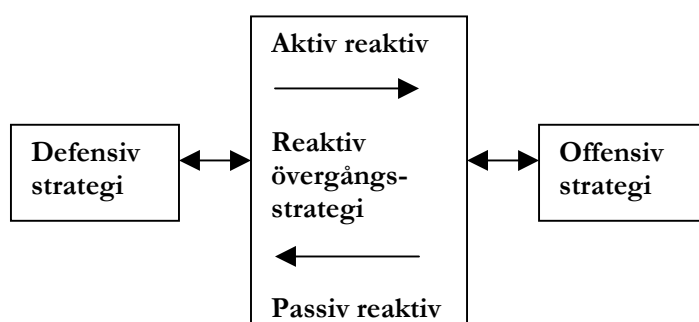 Aktiv reaktiv
Defensiv
strategi
Reaktiv
övergångs-
strategi
Offensiv
strategi
Passiv reaktiv